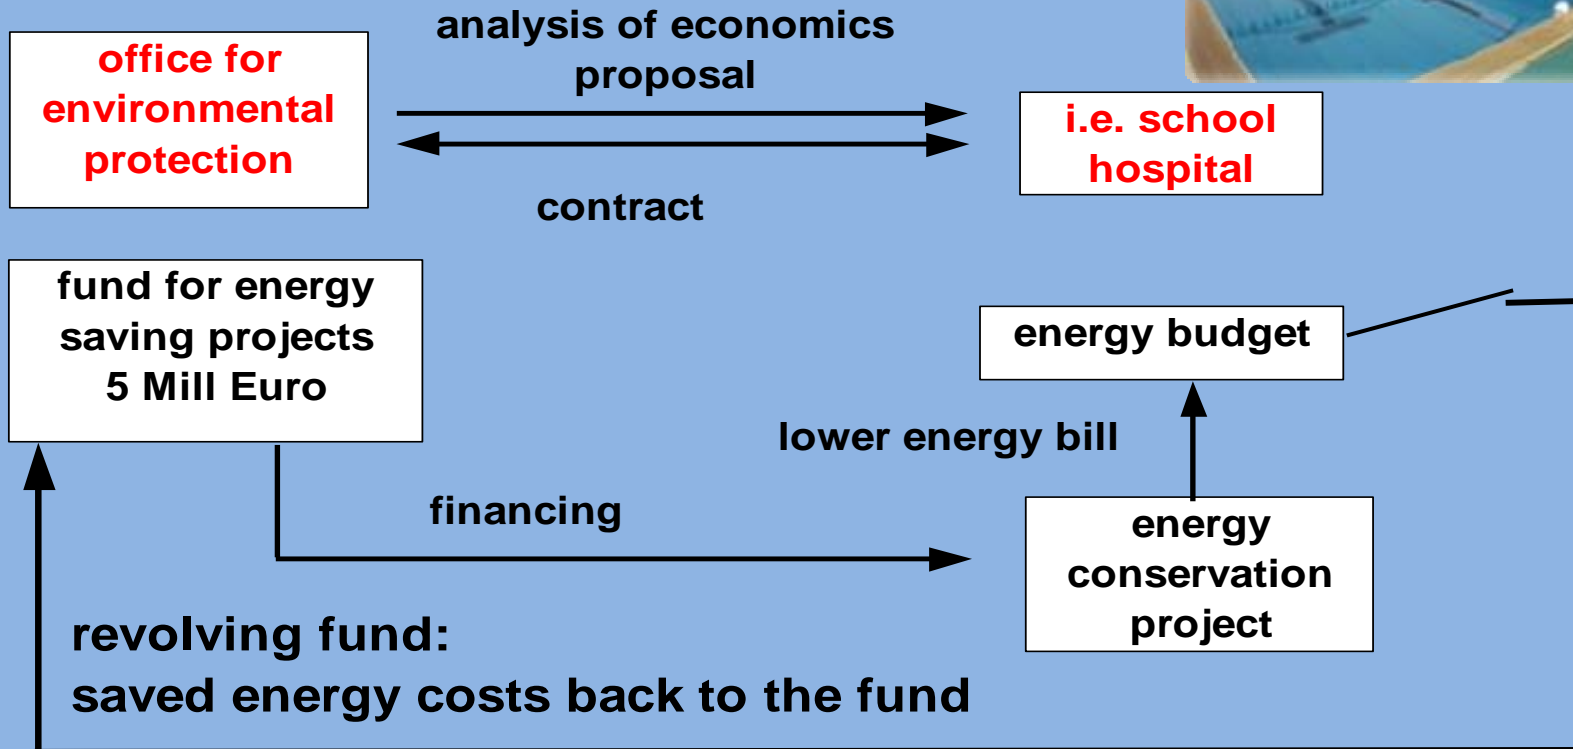 analysis of economics
proposal
office for
environmental
protection
i.e. school
hospital
contract
fund for energy
saving projects
5 Mill Euro
energy budget
lower energy bill
financing
energy
conservation
project
revolving fund:
saved energy costs back to the fund